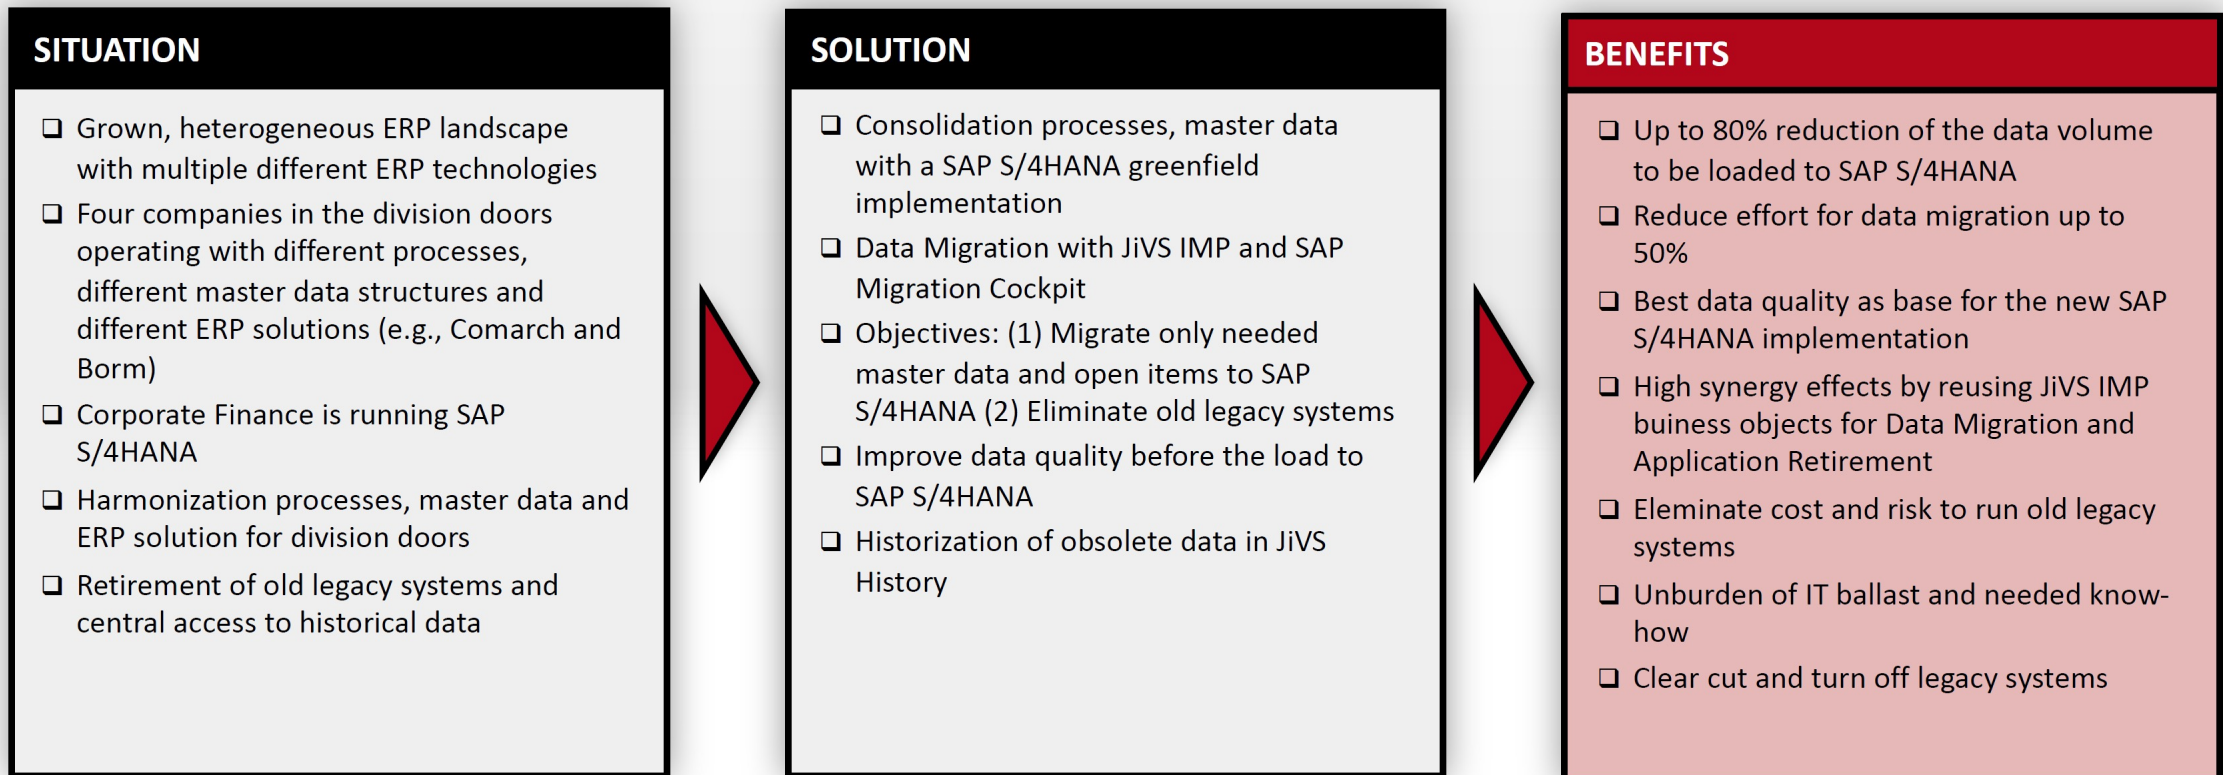 SITUATION
❑ Grown, heterogeneous ERP landscape
with multiple different ERP technologies
❑ Four companies in the division doors
operating with different processes,
different master data structures and
different ERP solutions (e.g., Comarch and
Borm)
❑ Corporate Finance is running SAP
S/4HANA
❑ Harmonization processes, master data and
ERP solution for division doors
❑ Retirement of old legacy systems and
central access to historical data
SOLUTION
❑ Consolidation processes, master data
with a SAP S/4HANA greenfield
implementation
❑ Data Migration with JiVS IMP and SAP
Migration Cockpit
❑ Objectives: (1) Migrate only needed
master data and open items to SAP
S/4HANA (2) Eliminate old legacy systems
❑ Improve data quality before the load to
SAP S/4HANA
❑ Historization of obsolete data in JiVS
History
BENEFITS
❑ Up to 80% reduction of the data volume
to be loaded to SAP S/4HANA
❑ Reduce effort for data migration up to
50%
❑ Best data quality as base for the new SAP
S/4HANA implementation
❑ High synergy effects by reusing JiVS IMP
buiness objects for Data Migration and
Application Retirement
❑ Eleminate cost and risk to run old legacy
systems
❑ Unburden of IT ballast and needed know-
how
❑ Clear cut and turn off legacy systems